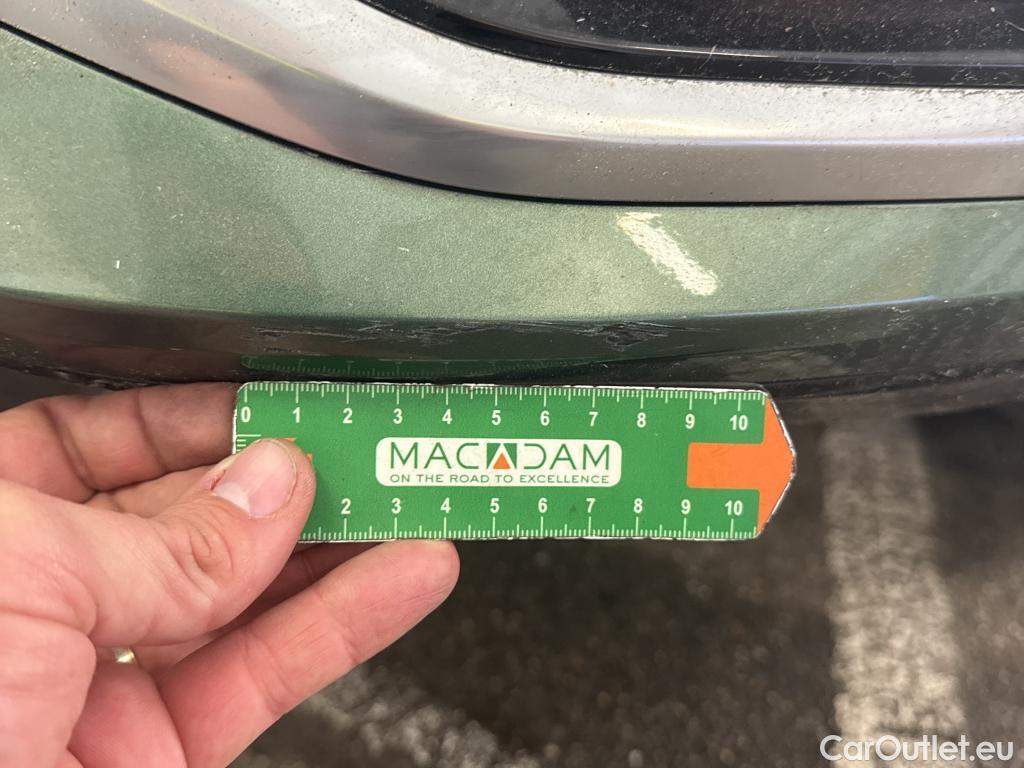 0 1 2 3 4 5 6 7 8 9 10
MACADAM
ON THE ROAD TO EXCELLENCE
2 3 4 5 6 7 8 9 10
CarOutlet.eu